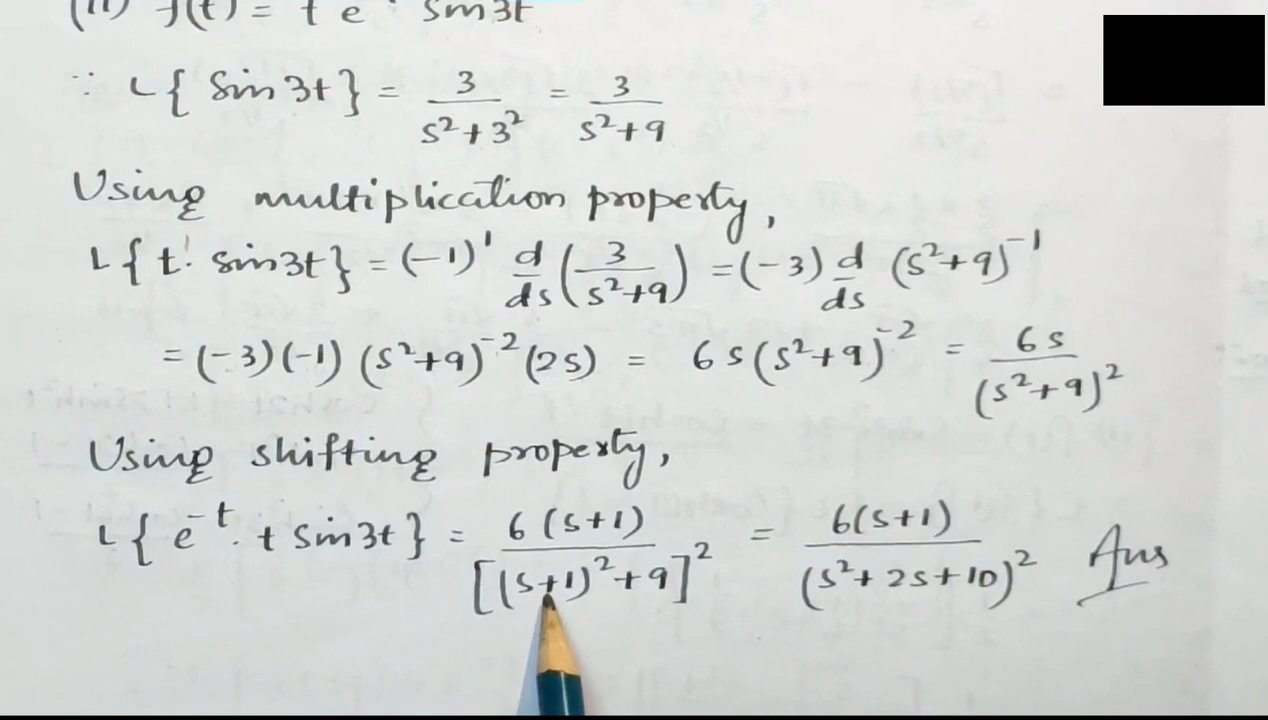 (ii) f(t) = t e⁻ᵗ sin3t
∵ L{ sin3t } = 3/(s²+3²) = 3/(s²+9)
Using multiplication property,
L{ t¹. sin3t } = (-1)¹ d/ds (3/(s²+9)) = (-3) d/ds (s²+9)⁻¹
= (-3)(-1) (s²+9)⁻² (2s) = 6s(s²+9)⁻² = 6s/(s²+9)²
Using shifting property,
L{ e⁻ᵗ. t sin3t } = 6(s+1)/[(s+1)²+9]² = 6(s+1)/(s²+2s+10)² Ans